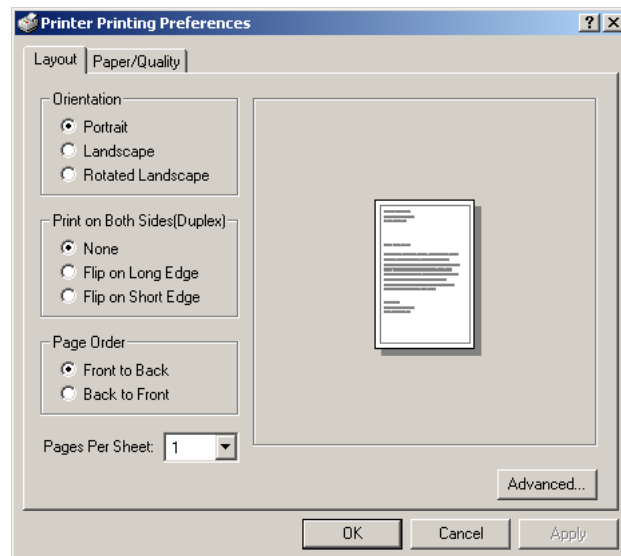 Printer Printing Preferences
Layout
Paper/Quality
Orientation
Portrait
Landscape
Rotated Landscape
Print on Both Sides(Duplex)
None
Flip on Long Edge
Flip on Short Edge
Page Order
Front to Back
Back to Front
Pages Per Sheet: 1
Advanced...
OK
Cancel
Apply